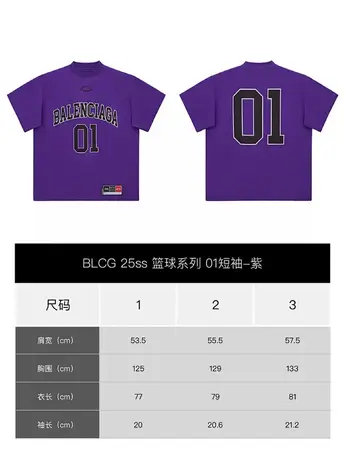 BALENCIAGA
01
01
BLCG 25ss 篮球系列 01短袖-紫
尺码 1 2 3
肩宽（cm） 53.5 55.5 57.5
胸围（cm） 125 129 133
衣长（cm） 77 79 81
袖长（cm） 20 20.6 21.2